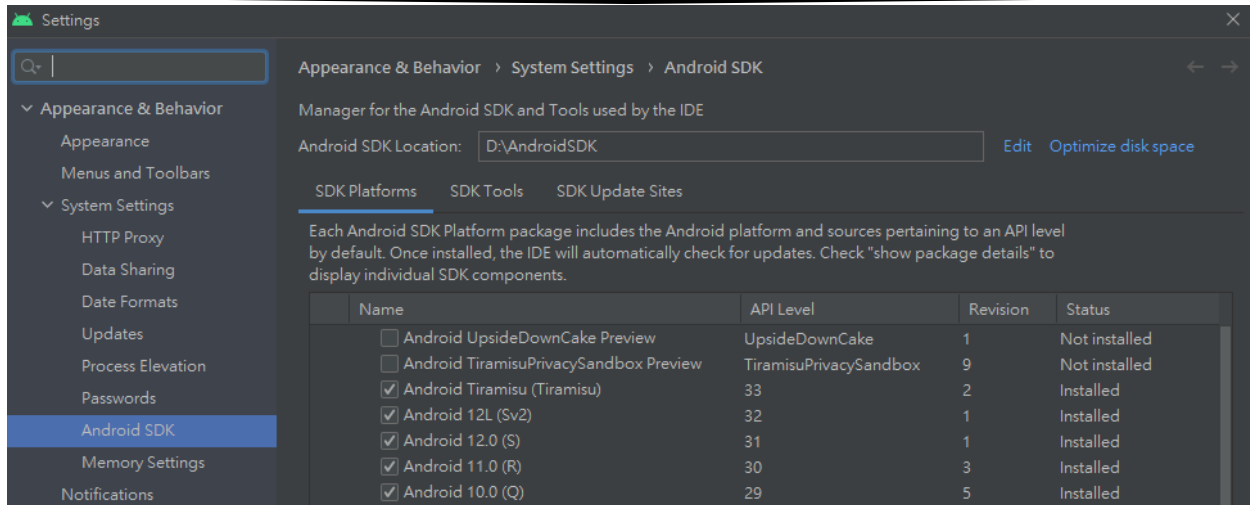 Settings
Appearance & Behavior
Appearance
Menus and Toolbars
System Settings
HTTP Proxy
Data Sharing
Date Formats
Updates
Process Elevation
Passwords
Android SDK
Memory Settings
Notifications
Appearance & Behavior › System Settings › Android SDK
Manager for the Android SDK and Tools used by the IDE
Android SDK Location: D:\AndroidSDK Edit Optimize disk space
SDK Platforms SDK Tools SDK Update Sites
Each Android SDK Platform package includes the Android platform and sources pertaining to an API level
by default. Once installed, the IDE will automatically check for updates. Check "show package details" to
display individual SDK components.
Name API Level Revision Status
Android UpsideDownCake Preview UpsideDownCake 1 Not installed
Android TiramisuPrivacySandbox Preview TiramisuPrivacySandbox 9 Not installed
Android Tiramisu (Tiramisu) 33 2 Installed
Android 12L (Sv2) 32 1 Installed
Android 12.0 (S) 31 1 Installed
Android 11.0 (R) 30 3 Installed
Android 10.0 (Q) 29 5 Installed